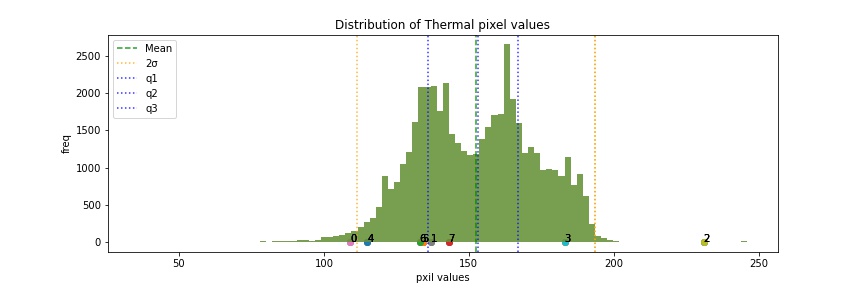 Distribution of Thermal pixel values
Mean
2σ
q1
q2
q3
freq
2500
2000
1500
1000
500
0
0 4 6 5 1 7 3 2
50 100 150 200 250
pxil values